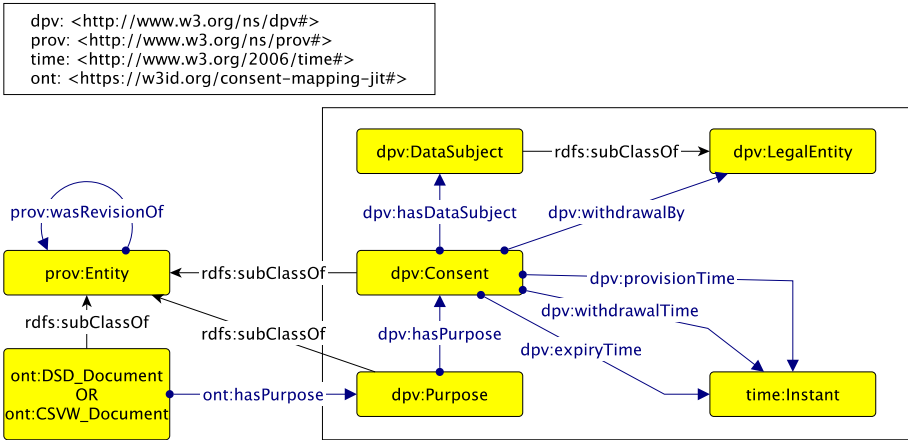 dpv: <http://www.w3.org/ns/dpv#>
prov: <http://www.w3.org/ns/prov#>
time: <http://www.w3.org/2006/time#>
ont: <https://w3id.org/consent-mapping-jit#>
dpv:DataSubject
rdfs:subClassOf
dpv:LegalEntity
prov:wasRevisionOf
dpv:hasDataSubject
dpv:withdrawalBy
prov:Entity
rdfs:subClassOf
dpv:Consent
dpv:provisionTime
dpv:withdrawalTime
rdfs:subClassOf
rdfs:subClassOf
dpv:hasPurpose
dpv:expiryTime
ont:DSD_Document
OR
ont:CSVW_Document
ont:hasPurpose
dpv:Purpose
time:Instant